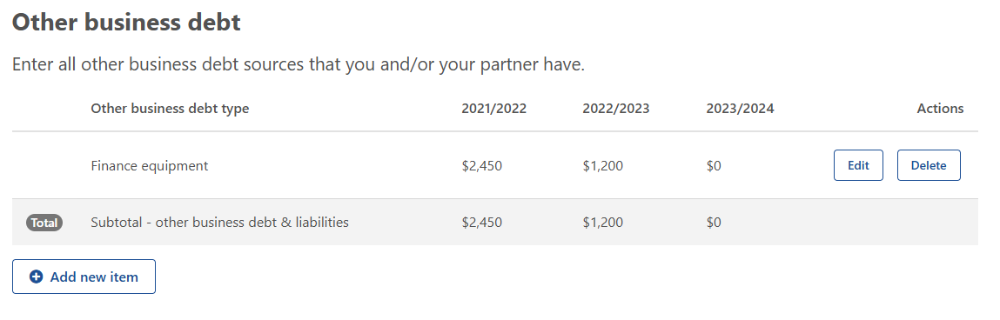 Other business debt
Enter all other business debt sources that you and/or your partner have.
Other business debt type 2021/2022 2022/2023 2023/2024 Actions
Finance equipment $2,450 $1,200 $0 Edit Delete
Total Subtotal - other business debt & liabilities $2,450 $1,200 $0
Add new item